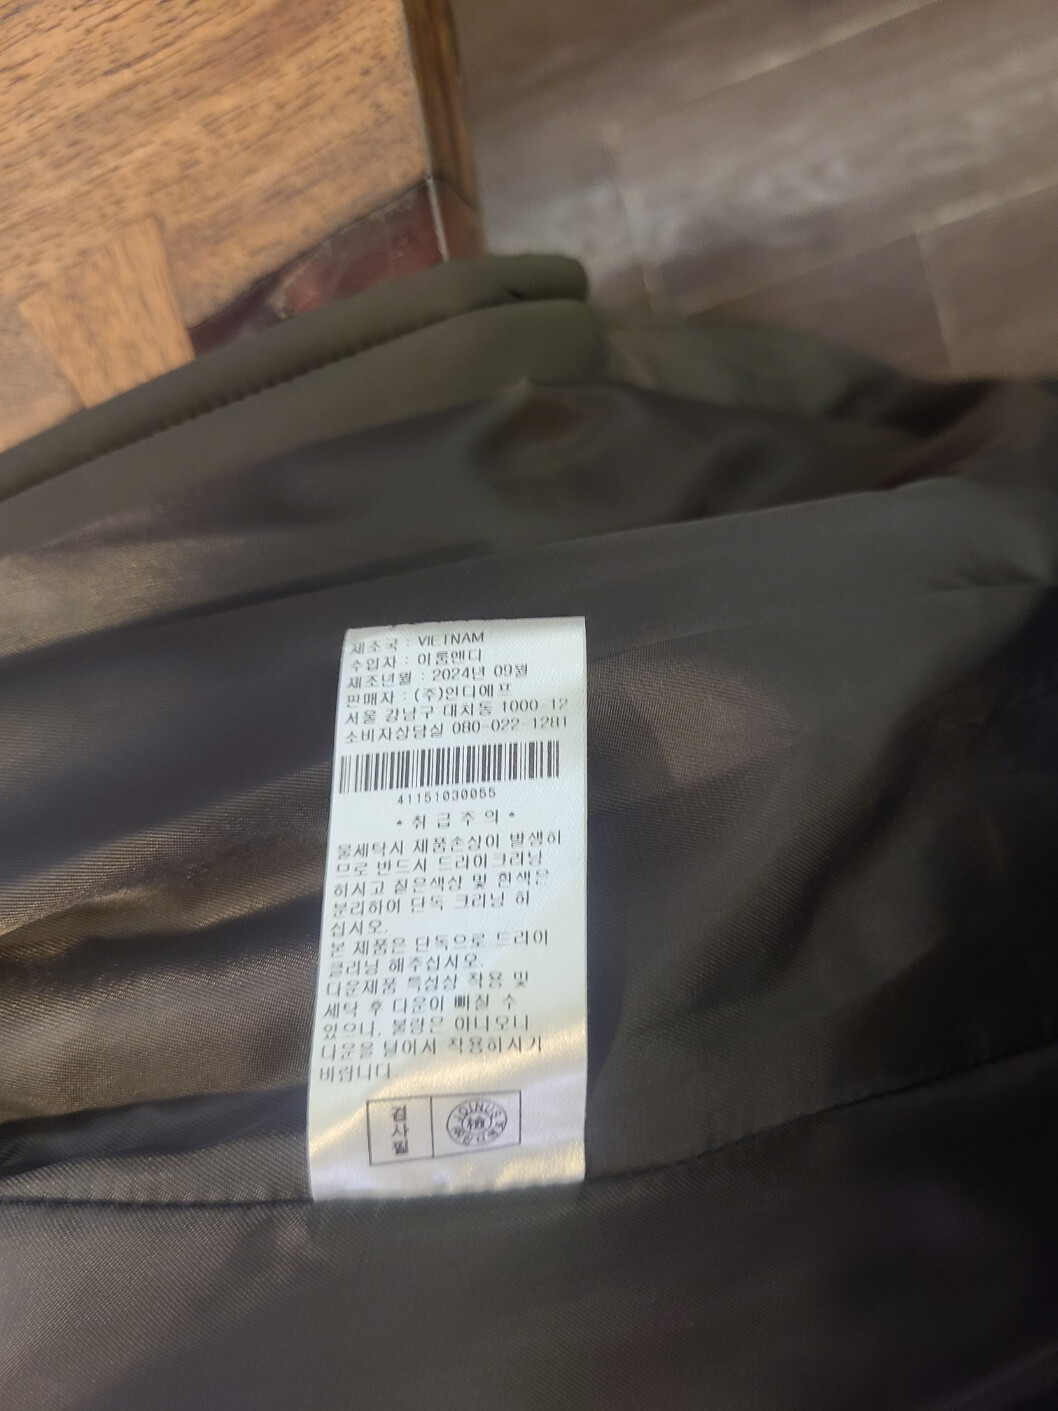 제조국 : VIETNAM
수입자 : 이룸앤디
제조년월 : 2024년 09월
판매자 : (주)인디에프
서울 강남구 대치동 1000-12
소비자상담실 080-022-1281
41151030055
* 취 급 주 의 *
물세탁시 제품손상이 발생하
므로 반드시 드라이크리닝
하시고 짙은색상 및 흰색은
분리하여 단독 크리닝 하
십시오.
본 제품은 단독으로 드라이
클리닝 해주십시오.
다운제품 특성상 착용 및
세탁 후 다운이 빠질 수
있으나, 불량은 아니오니
다운을 털어서 착용하시기
바랍니다.
검사필
JOINUS